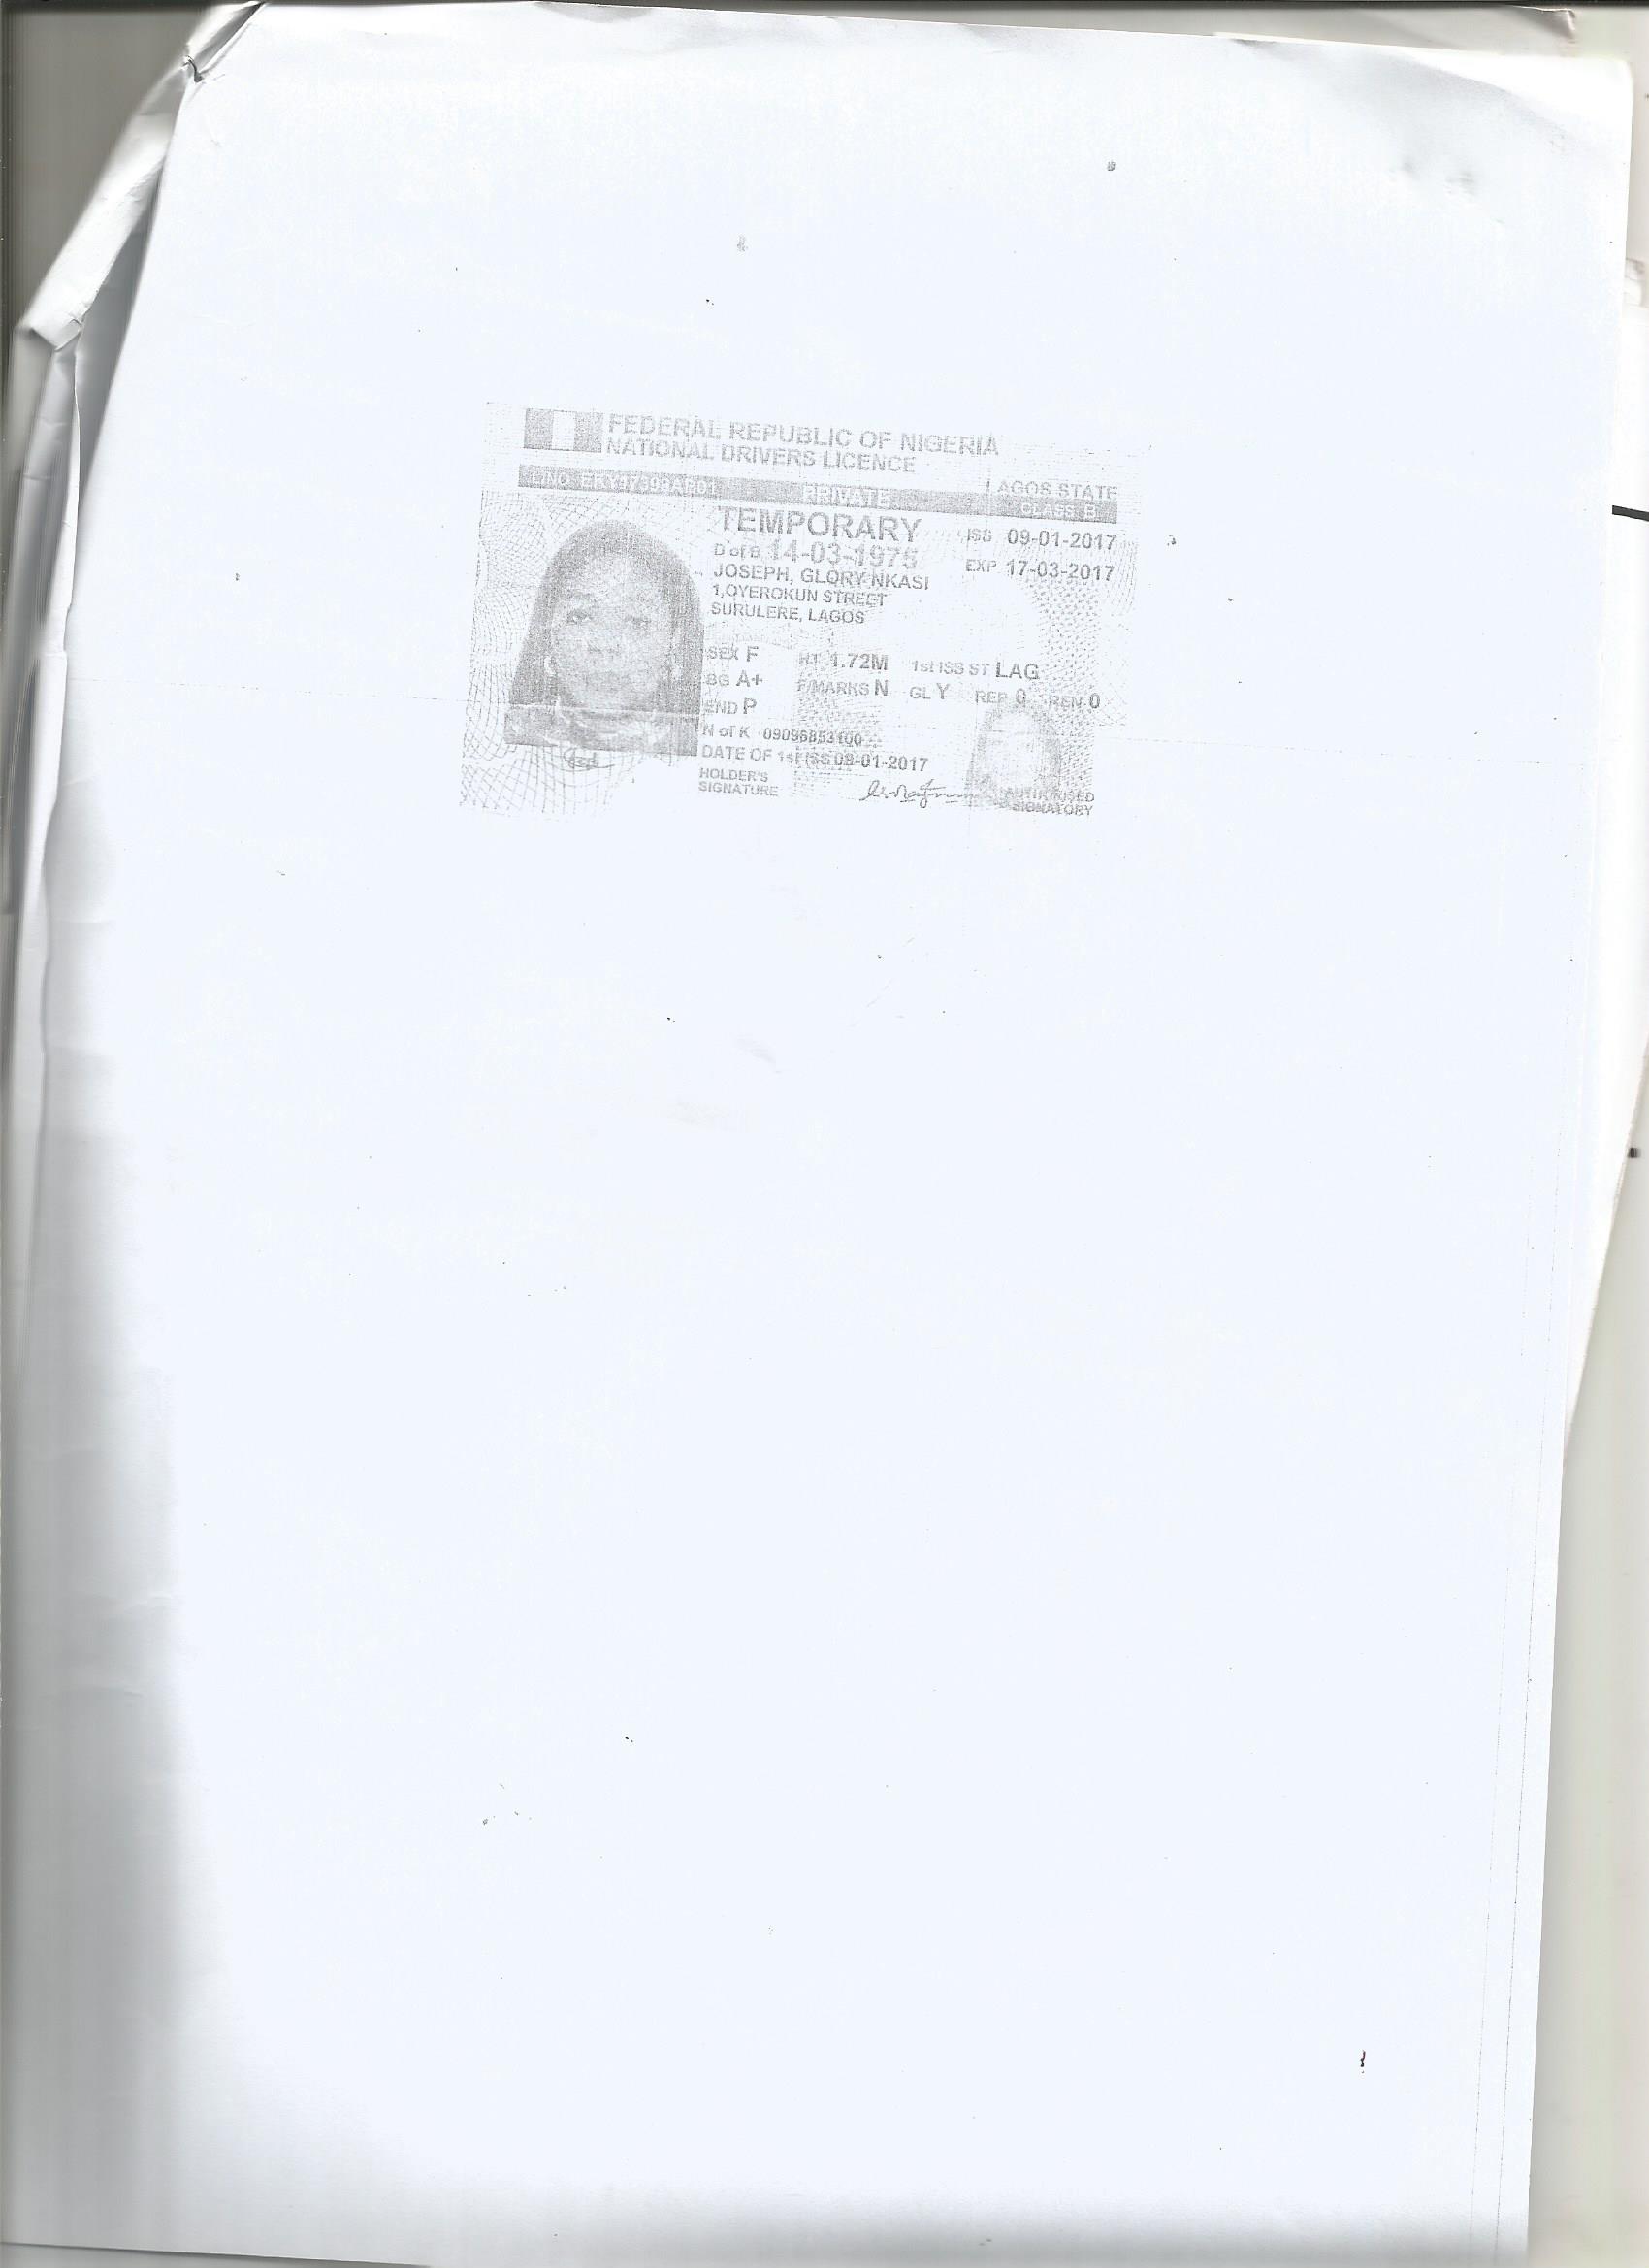 FEDERAL REPUBLIC OF NIGERIA
NATIONAL DRIVERS LICENCE
LAGOS STATE
L/NO PRIVATE CLASS B
TEMPORARY
ISS 09-01-2017
D of B 14-03-1975
EXP 17-03-2017
JOSEPH, GLORY NKASI
1,OYEROKUN STREET
SURULERE, LAGOS
SEX F HT 1.72M 1st ISS ST LAG
BG A+ F/MARKS N GL Y REP 0 REN 0
END P
N of K 09096853100
DATE OF 1st ISS 09-01-2017
HOLDER'S
SIGNATURE
AUTHORISED
SIGNATORY